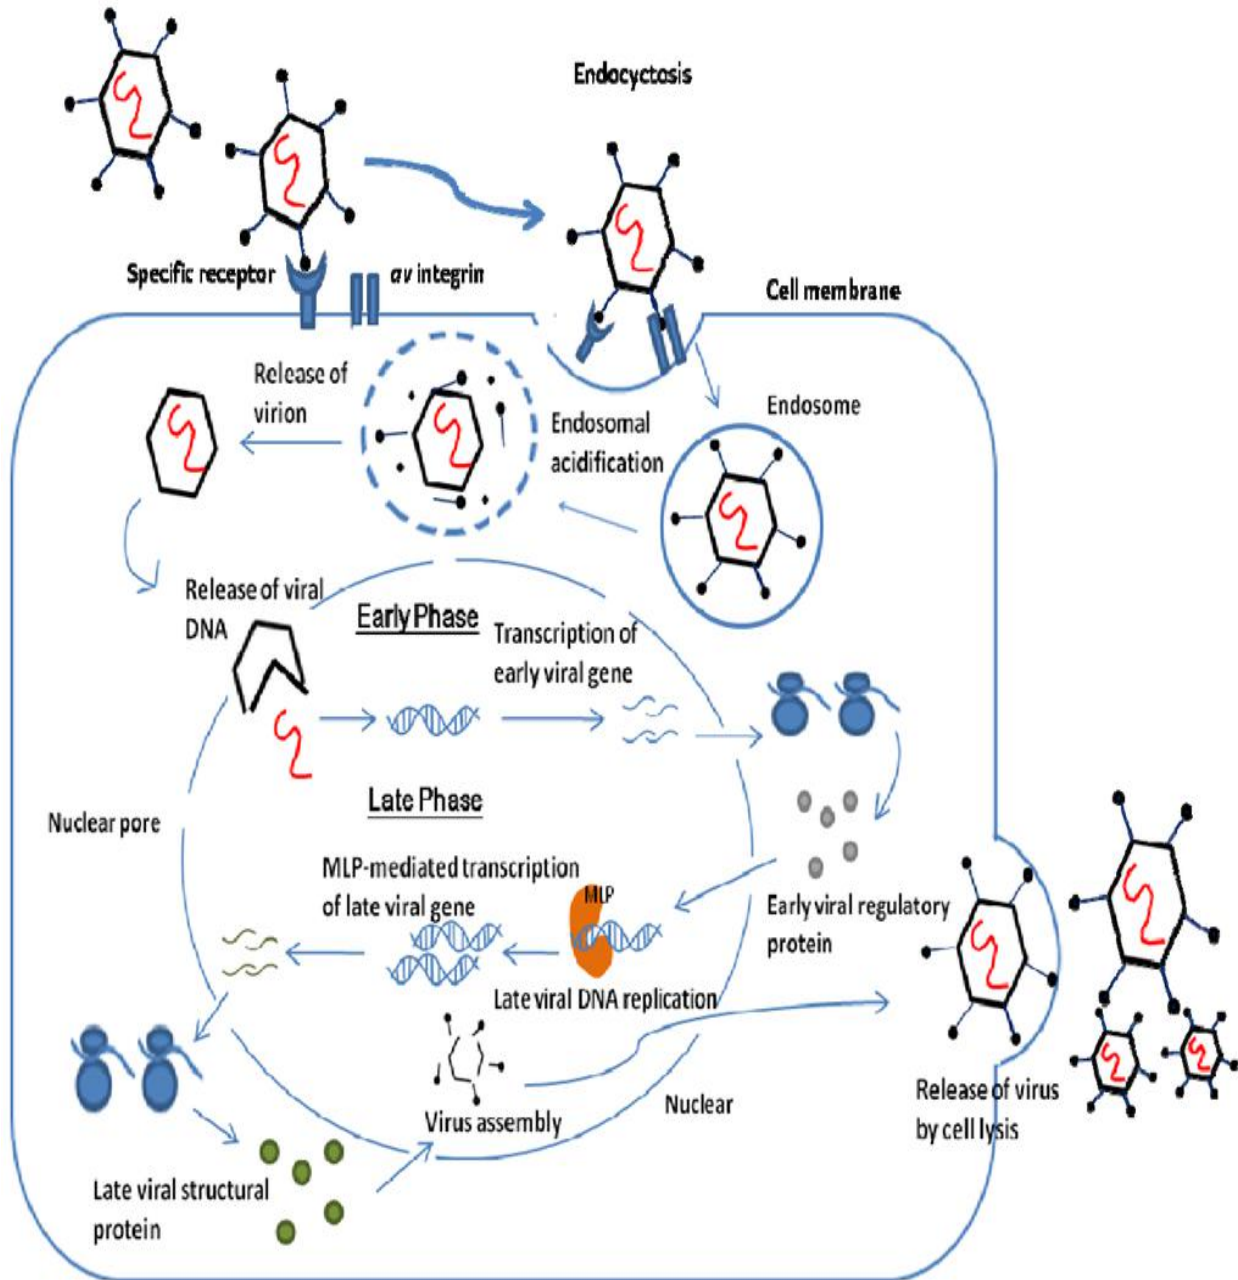 Endocyctosis
Specific receptor
αv integrin
Cell membrane
Release of
virion
Endosomal
acidification
Endosome
Release of viral
DNA
Early Phase
Transcription of
early viral gene
Nuclear pore
Late Phase
MLP-mediated transcription
of late viral gene
MLP
Early viral regulatory
protein
Late viral DNA replication
Virus assembly
Nuclear
Release of virus
by cell lysis
Late viral structural
protein